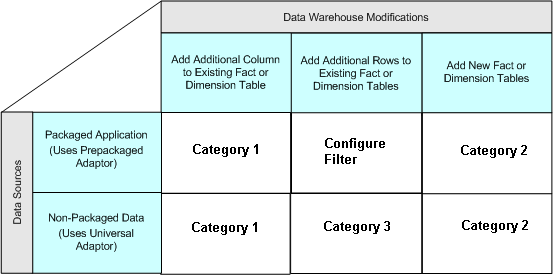 Data Warehouse Modifications
Add Additional Column
to Existing Fact or
Dimension Table
Add Additional Rows to
Existing Fact or
Dimension Tables
Add New Fact or
Dimension Tables
Data Sources
Packaged Application
(Uses Prepackaged
Adaptor)
Category 1
Configure
Filter
Category 2
Non-Packaged Data
(Uses Universal
Adaptor)
Category 1
Category 3
Category 2